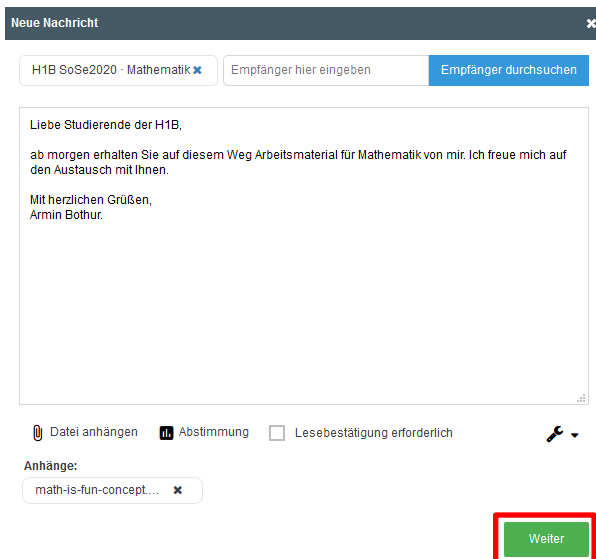 Neue Nachricht
H1B SoSe2020 · Mathematik
Empfänger hier eingeben
Empfänger durchsuchen
Liebe Studierende der H1B,
ab morgen erhalten Sie auf diesem Weg Arbeitsmaterial für Mathematik von mir. Ich freue mich auf
den Austausch mit Ihnen.
Mit herzlichen Grüßen,
Armin Bothur.
Datei anhängen
Abstimmung
Lesebestätigung erforderlich
Anhänge:
math-is-fun-concept....
Weiter